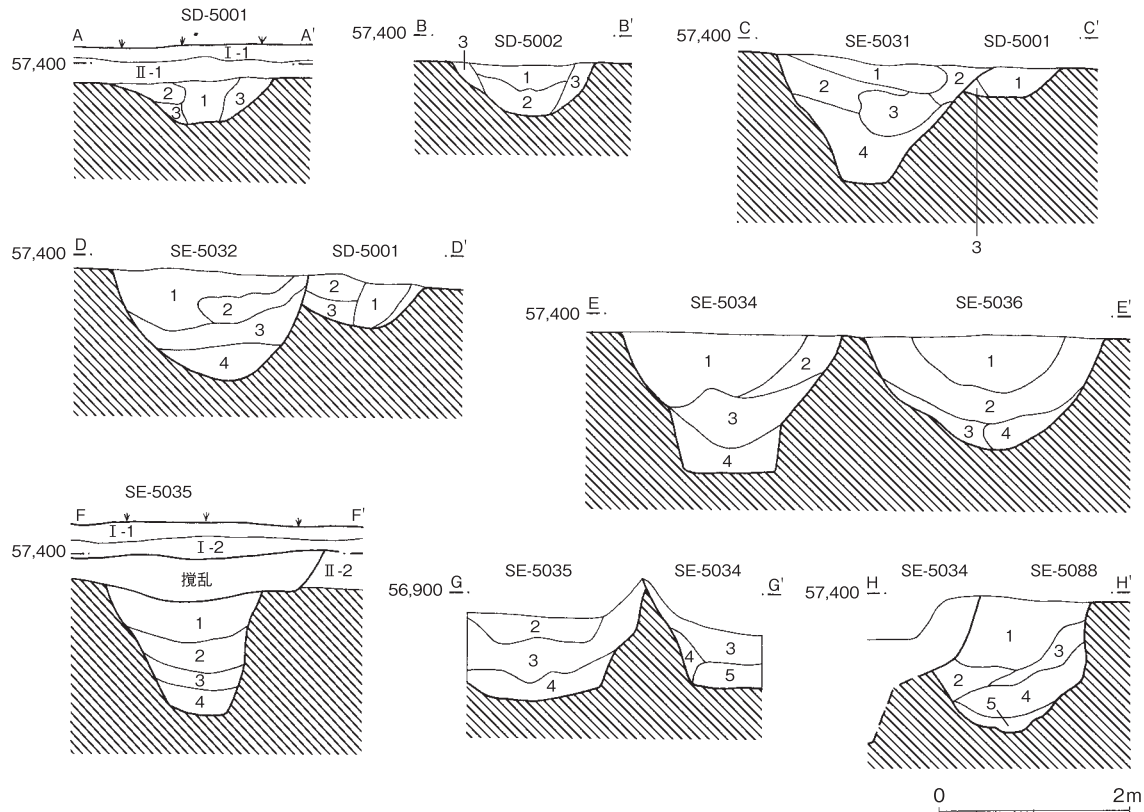 SD-5001
A A'
57,400
Ⅰ-1
Ⅱ-1
2 1 3
3
B B'
57,400
SD-5002
3
1
3
2
C C'
57,400
SE-5031 SD-5001
1
2
2
1
3
4
3
D D'
57,400
SE-5032 SD-5001
1
2
3
4
2
3
1
E E'
57,400
SE-5034 SE-5036
1
2
3
4
1
2
3 4
SE-5035
F F'
Ⅰ-1
Ⅰ-2
57,400
撹乱
Ⅱ-2
1
2
3
4
G G'
56,900
SE-5035 SE-5034
2
3
4
4
3
5
H H'
57,400
SE-5034 SE-5088
1
3
2
4
5
0 2m